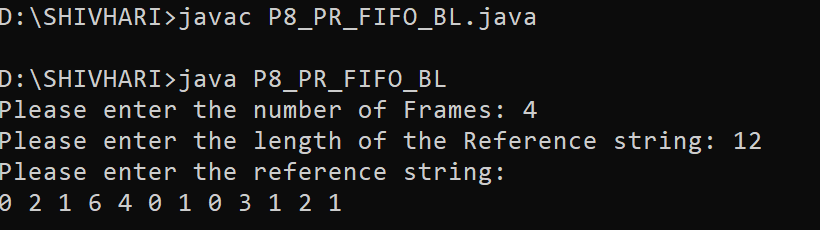 D:\SHIVHARI>javac P8_PR_FIFO_BL.java
D:\SHIVHARI>java P8_PR_FIFO_BL
Please enter the number of Frames: 4
Please enter the length of the Reference string: 12
Please enter the reference string:
0 2 1 6 4 0 1 0 3 1 2 1